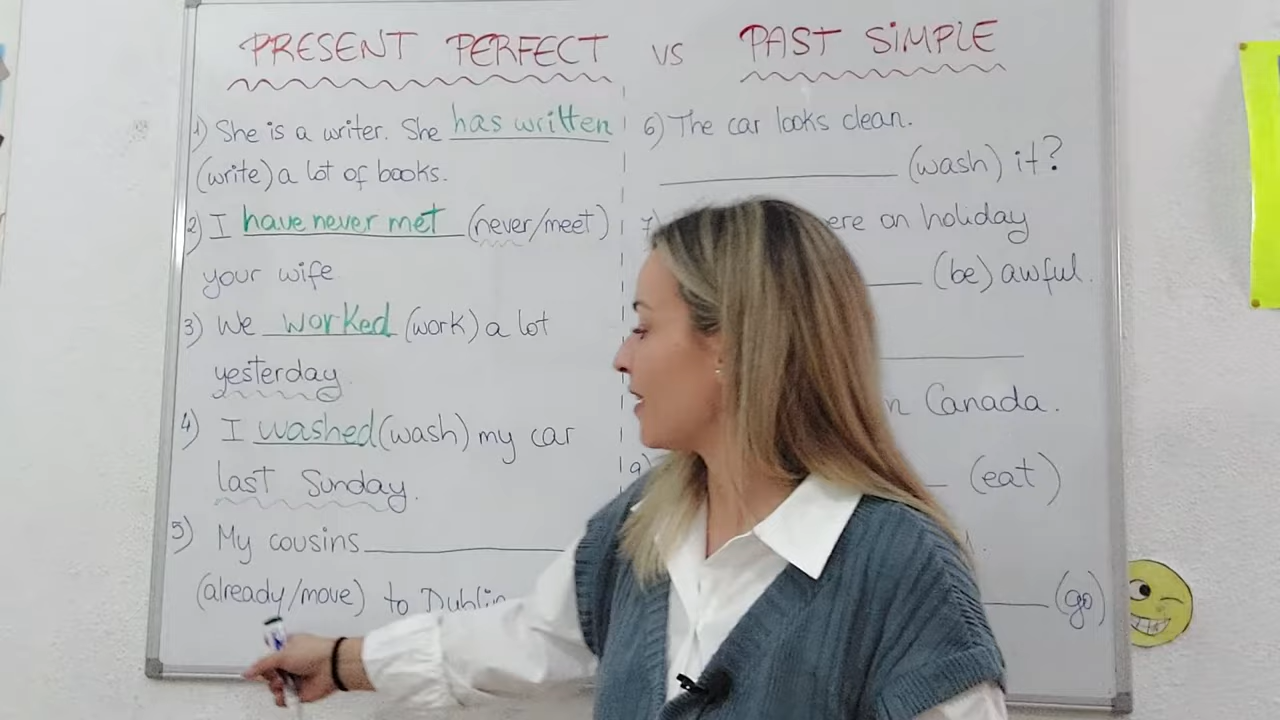 PRESENT PERFECT vs PAST SiMPLE
1) She is a writer. She has written
(write) a lot of books.
2) I have never met (never/meet)
your wife.
3) We worked (work) a lot
yesterday.
4) I washed (wash) my car
last Sunday.
5) My cousins
(already/move) to Dublin
6) The car looks clean.
(wash) it?
7) on holiday
(be) awful.
Canada.
9) (eat)
(go)